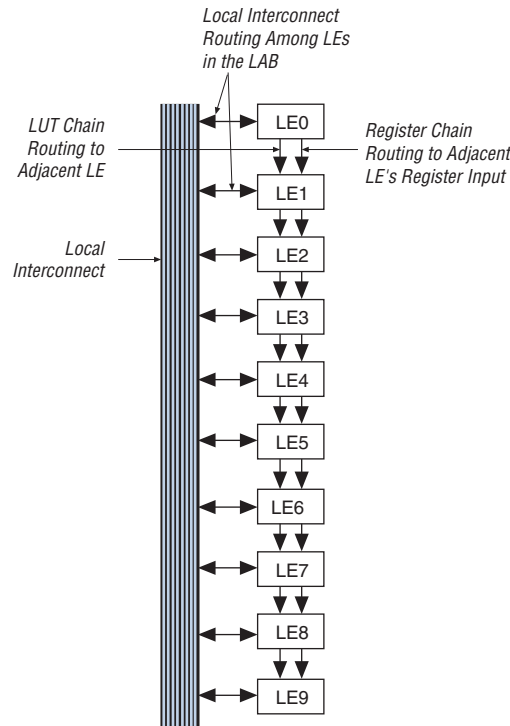 Local Interconnect
Routing Among LEs
in the LAB
LUT Chain
Routing to
Adjacent LE
Register Chain
Routing to Adjacent
LE's Register Input
Local
Interconnect
LE0
LE1
LE2
LE3
LE4
LE5
LE6
LE7
LE8
LE9